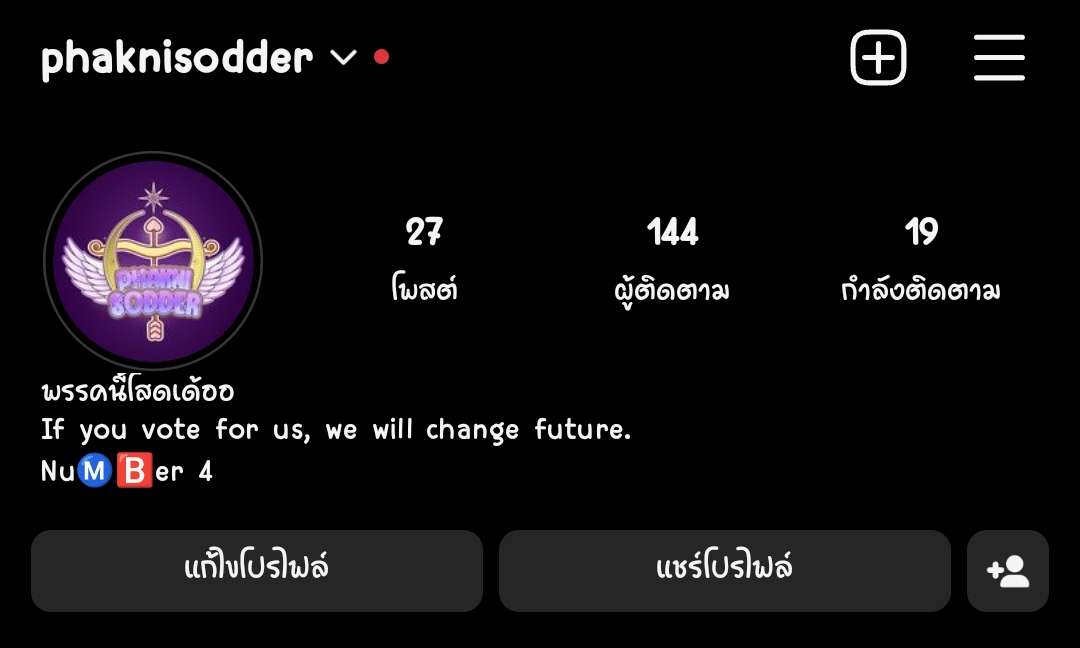 phaknisodder
PHAKNI
SODDER
27
144
19
โพสต์
ผู้ติดตาม
กำลังติดตาม
พรรคนี้โสดเด้ออ
If you vote for us, we will change future.
NuⓂ️🅱️er 4
แก้ไขโปรไฟล์
แชร์โปรไฟล์